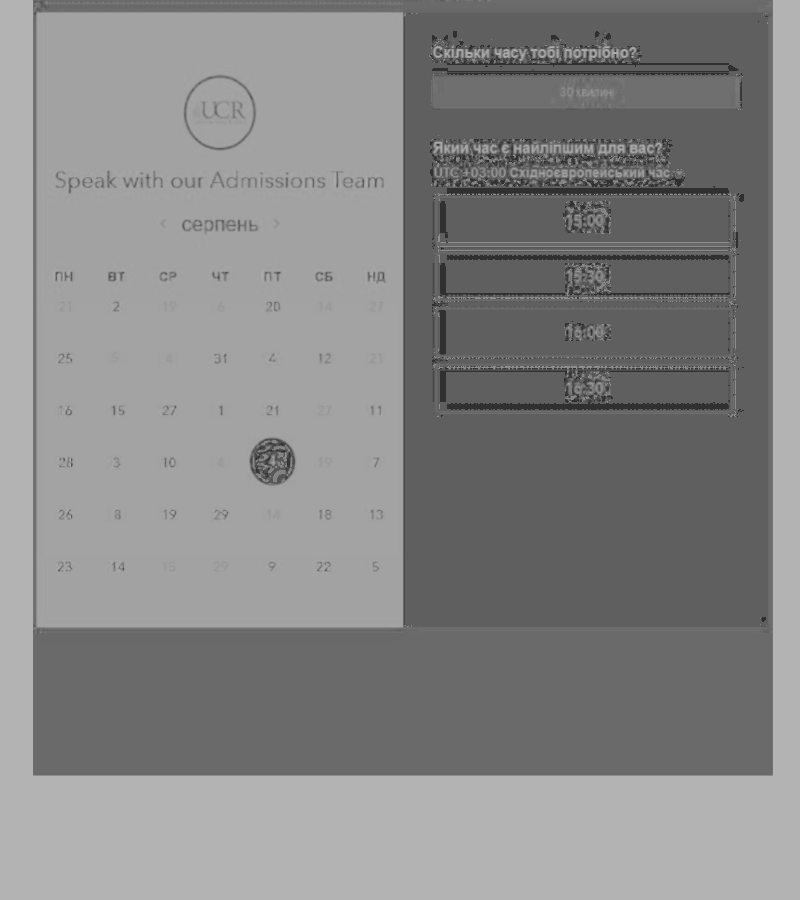 UCR
Speak with our Admissions Team
серпень
ПН ВТ СР ЧТ ПТ СБ НД
21 2 19 6 20 14 27
25 31 4 12 21
16 15 27 1 21 27 11
28 3 10 19 7
26 8 19 29 14 18 13
23 14 15 29 9 22 5
Скільки часу тобі потрібно?
30 хвилин
Який час є найліпшим для вас?
UTC +03:00 Східноєвропейський час
15:00
15:30
16:00
16:30